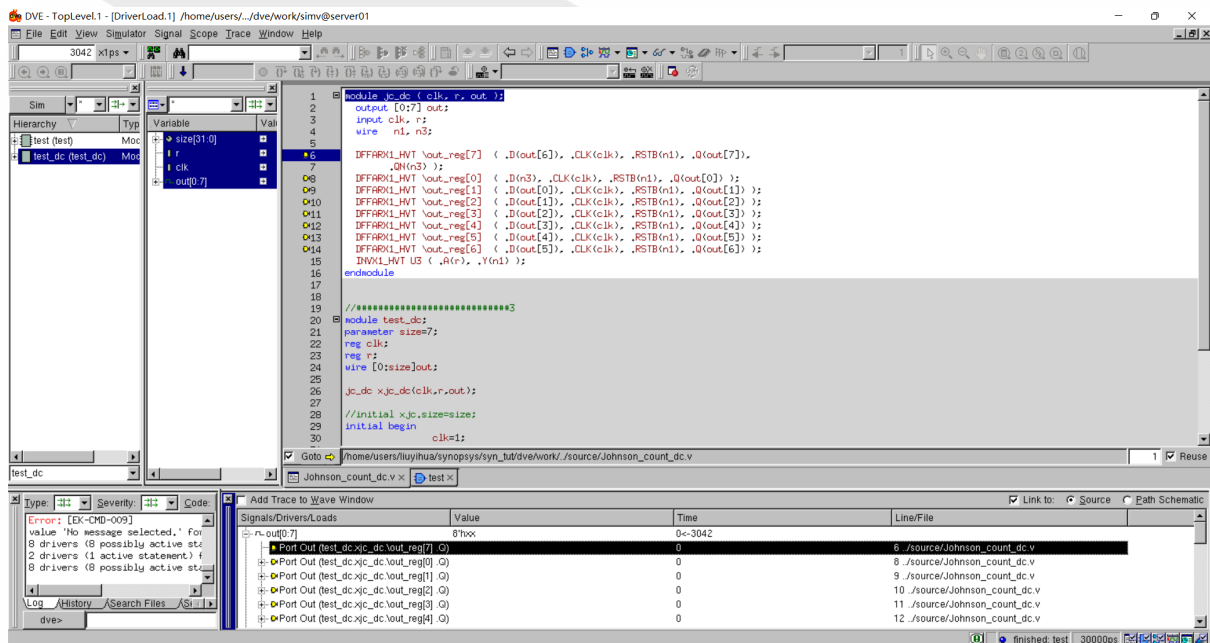 DVE - TopLevel.1 - [DriverLoad.1] /home/users/.../dve/work/simv@server01
File Edit View Simulator Signal Scope Trace Window Help
3042 x1ps
Sim
Hierarchy Typ
test (test) Moc
test_dc (test_dc) Moc
test_dc
Variable Valu
size[31:0]
r
clk
out[0:7]
1 module jc_dc ( clk, r, out );
2 output [0:7] out;
3 input clk, r;
4 wire n1, n3;
5
6 DFFARX1_HVT \out_reg[7] ( .D(out[6]), .CLK(clk), .RSTB(n1), .Q(out[7]),
7 .QN(n3) );
8 DFFARX1_HVT \out_reg[0] ( .D(n3), .CLK(clk), .RSTB(n1), .Q(out[0]) );
9 DFFARX1_HVT \out_reg[1] ( .D(out[0]), .CLK(clk), .RSTB(n1), .Q(out[1]) );
10 DFFARX1_HVT \out_reg[2] ( .D(out[1]), .CLK(clk), .RSTB(n1), .Q(out[2]) );
11 DFFARX1_HVT \out_reg[3] ( .D(out[2]), .CLK(clk), .RSTB(n1), .Q(out[3]) );
12 DFFARX1_HVT \out_reg[4] ( .D(out[3]), .CLK(clk), .RSTB(n1), .Q(out[4]) );
13 DFFARX1_HVT \out_reg[5] ( .D(out[4]), .CLK(clk), .RSTB(n1), .Q(out[5]) );
14 DFFARX1_HVT \out_reg[6] ( .D(out[5]), .CLK(clk), .RSTB(n1), .Q(out[6]) );
15 INVX1_HVT U3 ( .A(r), .Y(n1) );
16 endmodule
17
18
19 //****************************3
20 module test_dc;
21 parameter size=7;
22 reg clk;
23 reg r;
24 wire [0:size]out;
25
26 jc_dc xjc_dc(clk,r,out);
27
28 //initial xjc.size=size;
29 initial begin
30 clk=1;
Goto /home/users/liuyihua/synopsys/syn_tut/dve/work/./source/Johnson_count_dc.v 1 Reuse
Johnson_count_dc.v × test ×
Type: Severity: Code:
Error: [EK-CMD-009]
value 'No message selected.' for
8 drivers (8 possibly active sta
2 drivers (1 active statement) f
8 drivers (8 possibly active sta
Log History Search Files
dve>
Add Trace to Wave Window Link to: Source Path Schematic
Signals/Drivers/Loads Value Time Line/File
out[0:7] 8'hxx 0<-3042
Port Out (test_dc.xjc_dc.\out_reg[7] .Q) 0 6 ../source/Johnson_count_dc.v
Port Out (test_dc.xjc_dc.\out_reg[0] .Q) 0 8 ../source/Johnson_count_dc.v
Port Out (test_dc.xjc_dc.\out_reg[1] .Q) 0 9 ../source/Johnson_count_dc.v
Port Out (test_dc.xjc_dc.\out_reg[2] .Q) 0 10 ../source/Johnson_count_dc.v
Port Out (test_dc.xjc_dc.\out_reg[3] .Q) 0 11 ../source/Johnson_count_dc.v
Port Out (test_dc.xjc_dc.\out_reg[4] .Q) 0 12 ../source/Johnson_count_dc.v
finished: test 30000ps